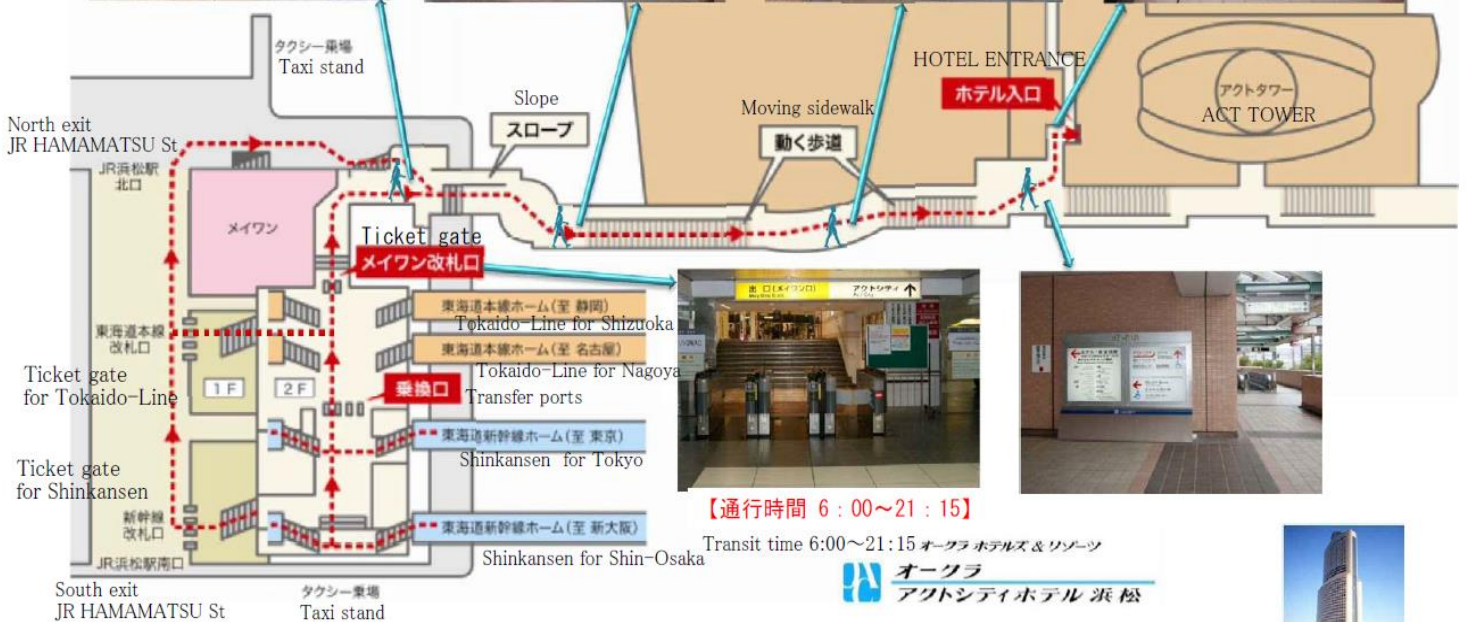 タクシー乗場
Taxi stand
HOTEL ENTRANCE
ホテル入口
アクトタワー
ACT TOWER
Slope
スロープ
Moving sidewalk
動く歩道
North exit
JR HAMAMATSU St
JR浜松駅
北口
メイワン
Ticket gate
メイワン改札口
東海道本線ホーム(至 静岡)
Tokaido-Line for Shizuoka
東海道本線
改札口
東海道本線ホーム(至 名古屋)
Tokaido-Line for Nagoya
Ticket gate
for Tokaido-Line
1F
2F
乗換口
Transfer ports
東海道新幹線ホーム(至 東京)
Shinkansen for Tokyo
Ticket gate
for Shinkansen
新幹線
改札口
東海道新幹線ホーム(至 新大阪)
Shinkansen for Shin-Osaka
JR浜松駅南口
South exit
JR HAMAMATSU St
タクシー乗場
Taxi stand
出口(メイワン口)
アクトシティ
【通行時間 6:00～21:15】
Transit time 6:00～21:15
オークラ ホテルズ & リゾーツ
オークラ
アクトシティホテル 浜松